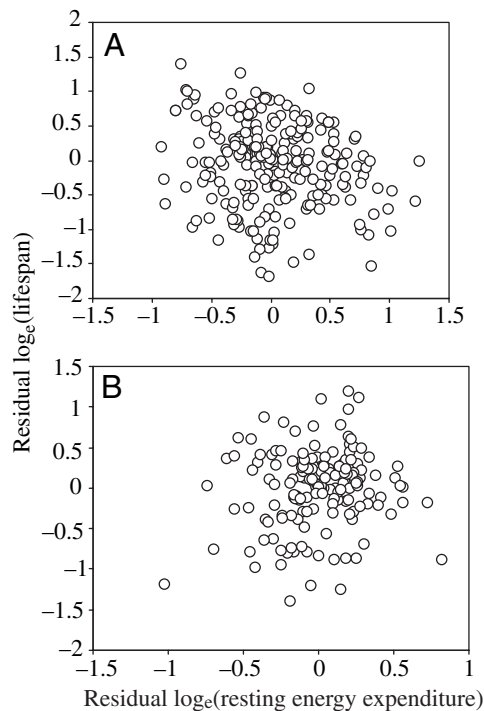 A
2
1.5
1
0.5
0
−0.5
−1
−1.5
−2
−1.5 −1 −0.5 0 0.5 1 1.5
Residual logₑ(lifespan)
B
1.5
1
0.5
0
−0.5
−1
−1.5
−2
−1.5 −1 −0.5 0 0.5 1
Residual logₑ(resting energy expenditure)